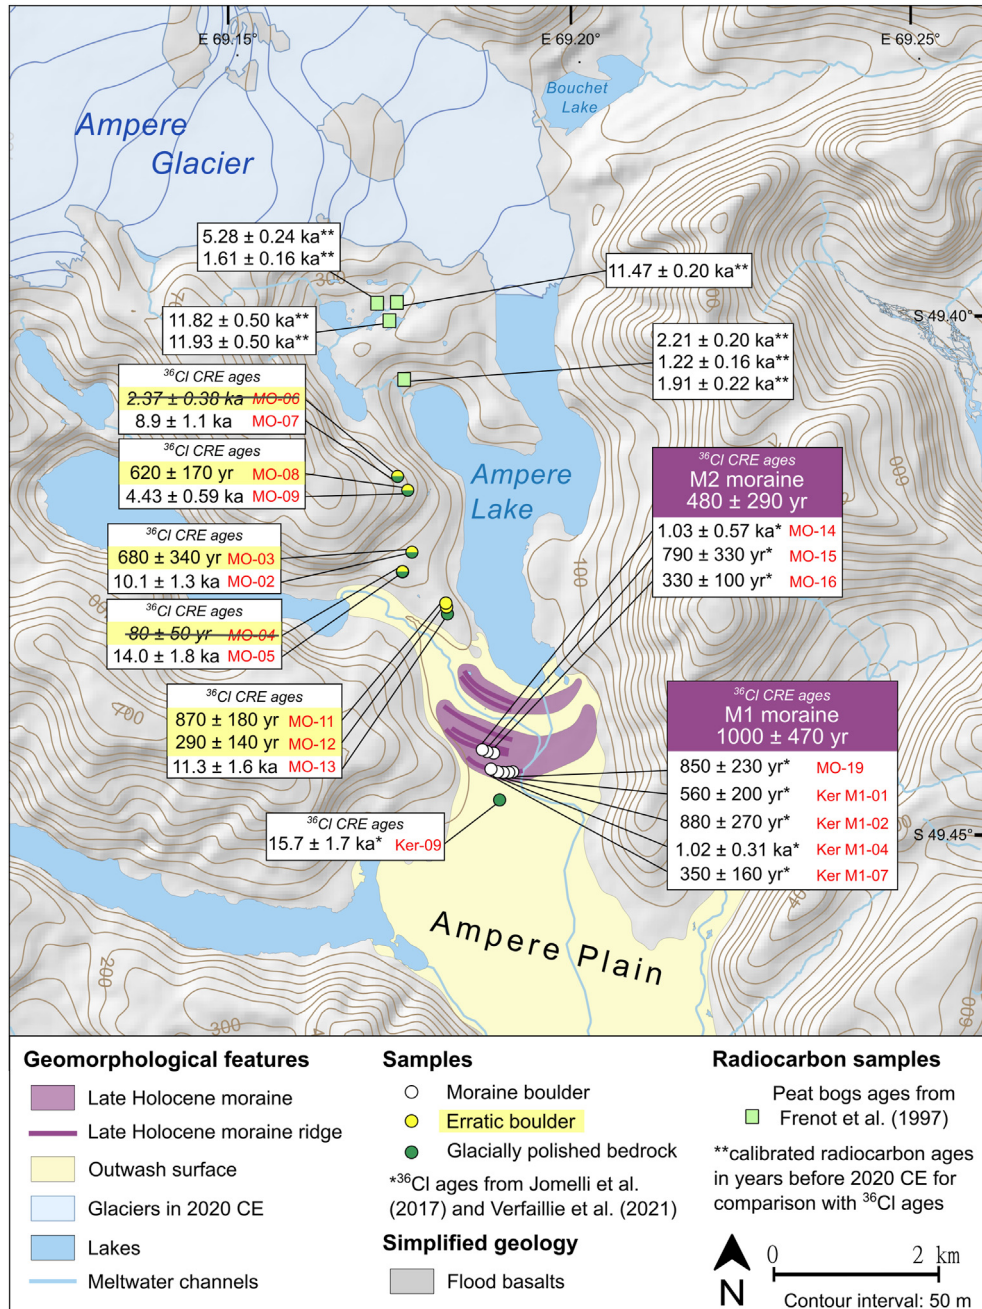 E 69.15°
E 69.20°
E 69.25°
Bouchet
Lake
Ampere
Glacier
5.28 ± 0.24 ka**
1.61 ± 0.16 ka**
300
11.47 ± 0.20 ka**
11.82 ± 0.50 ka**
11.93 ± 0.50 ka**
S 49.40°
2.21 ± 0.20 ka**
1.22 ± 0.16 ka**
1.91 ± 0.22 ka**
36Cl CRE ages
2.37 ± 0.38 ka MO-06
8.9 ± 1.1 ka MO-07
36Cl CRE ages
620 ± 170 yr MO-08
4.43 ± 0.59 ka MO-09
Ampere
Lake
600
36Cl CRE ages
M2 moraine
480 ± 290 yr
1.03 ± 0.57 ka* MO-14
790 ± 330 yr* MO-15
330 ± 100 yr* MO-16
36Cl CRE ages
680 ± 340 yr MO-03
10.1 ± 1.3 ka MO-02
100
36Cl CRE ages
80 ± 50 yr MO-04
14.0 ± 1.8 ka MO-05
700
36Cl CRE ages
870 ± 180 yr MO-11
290 ± 140 yr MO-12
11.3 ± 1.6 ka MO-13
36Cl CRE ages
M1 moraine
1000 ± 470 yr
850 ± 230 yr* MO-19
560 ± 200 yr* Ker M1-01
880 ± 270 yr* Ker M1-02
1.02 ± 0.31 ka* Ker M1-04
350 ± 160 yr* Ker M1-07
36Cl CRE ages
15.7 ± 1.7 ka* Ker-09
S 49.45°
Ampere Plain
200
300
600
Geomorphological features
Late Holocene moraine
Late Holocene moraine ridge
Outwash surface
Glaciers in 2020 CE
Lakes
Meltwater channels
Samples
Moraine boulder
Erratic boulder
Glacially polished bedrock
*36Cl ages from Jomelli et al.
(2017) and Verfaillie et al. (2021)
Simplified geology
Flood basalts
Radiocarbon samples
Peat bogs ages from
Frenot et al. (1997)
**calibrated radiocarbon ages
in years before 2020 CE for
comparison with 36Cl ages
N
0 2 km
Contour interval: 50 m